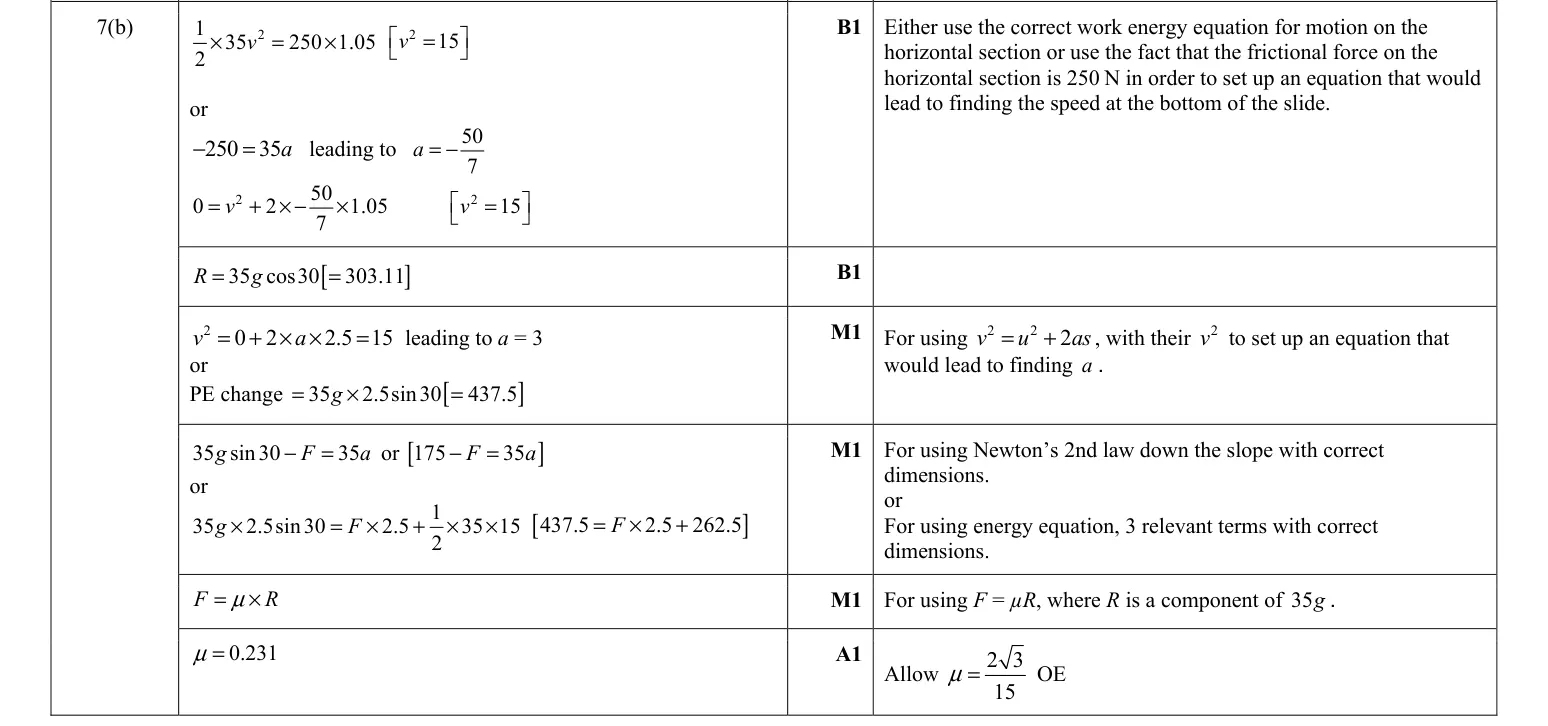 7(b)
1/2 × 35v² = 250 × 1.05 [v² = 15]
or
−250 = 35a leading to a = −50/7
0 = v² + 2 × −50/7 × 1.05 [v² = 15]
B1
Either use the correct work energy equation for motion on the
horizontal section or use the fact that the frictional force on the
horizontal section is 250 N in order to set up an equation that would
lead to finding the speed at the bottom of the slide.
R = 35g cos30 [= 303.11]
B1
v² = 0 + 2 × a × 2.5 = 15 leading to a = 3
or
PE change = 35g × 2.5 sin 30 [= 437.5]
M1
For using v² = u² + 2as, with their v² to set up an equation that
would lead to finding a.
35g sin 30 − F = 35a or [175 − F = 35a]
or
35g × 2.5 sin 30 = F × 2.5 + 1/2 × 35 × 15 [437.5 = F × 2.5 + 262.5]
M1
For using Newton's 2nd law down the slope with correct
dimensions.
or
For using energy equation, 3 relevant terms with correct
dimensions.
F = μ × R
M1
For using F = μR, where R is a component of 35g.
μ = 0.231
A1
Allow μ = 2√3/15 OE